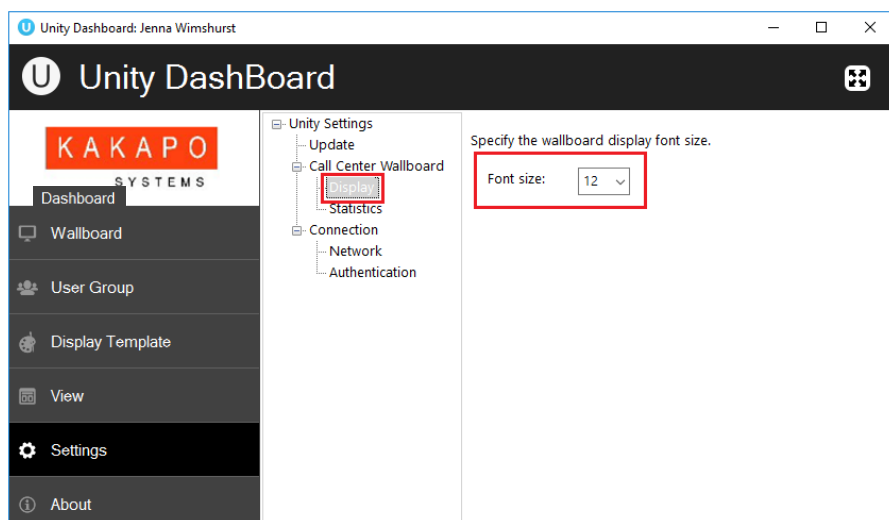 Unity Dashboard: Jenna Wimshurst
U Unity DashBoard
KAKAPO
SYSTEMS
Dashboard
Wallboard
User Group
Display Template
View
Settings
About
Unity Settings
Update
Call Center Wallboard
Display
Statistics
Connection
Network
Authentication
Specify the wallboard display font size.
Font size: 12